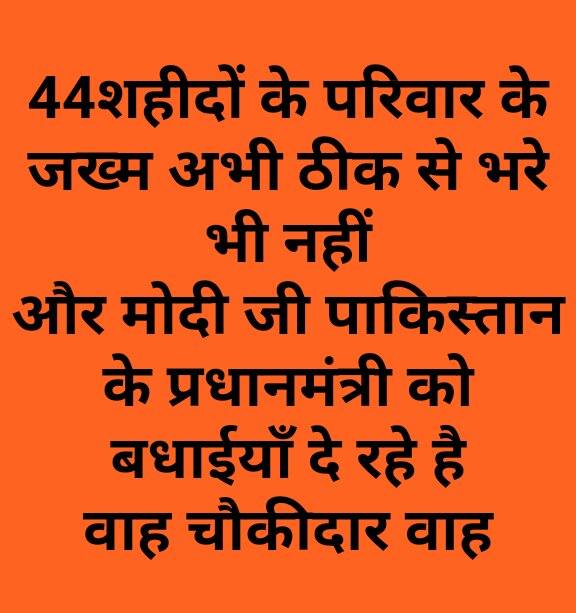 44शहीदों के परिवार के
जख्म अभी ठीक से भरे
भी नहीं
और मोदी जी पाकिस्तान
के प्रधानमंत्री को
बधाईयाँ दे रहे है
वाह चौकीदार वाह